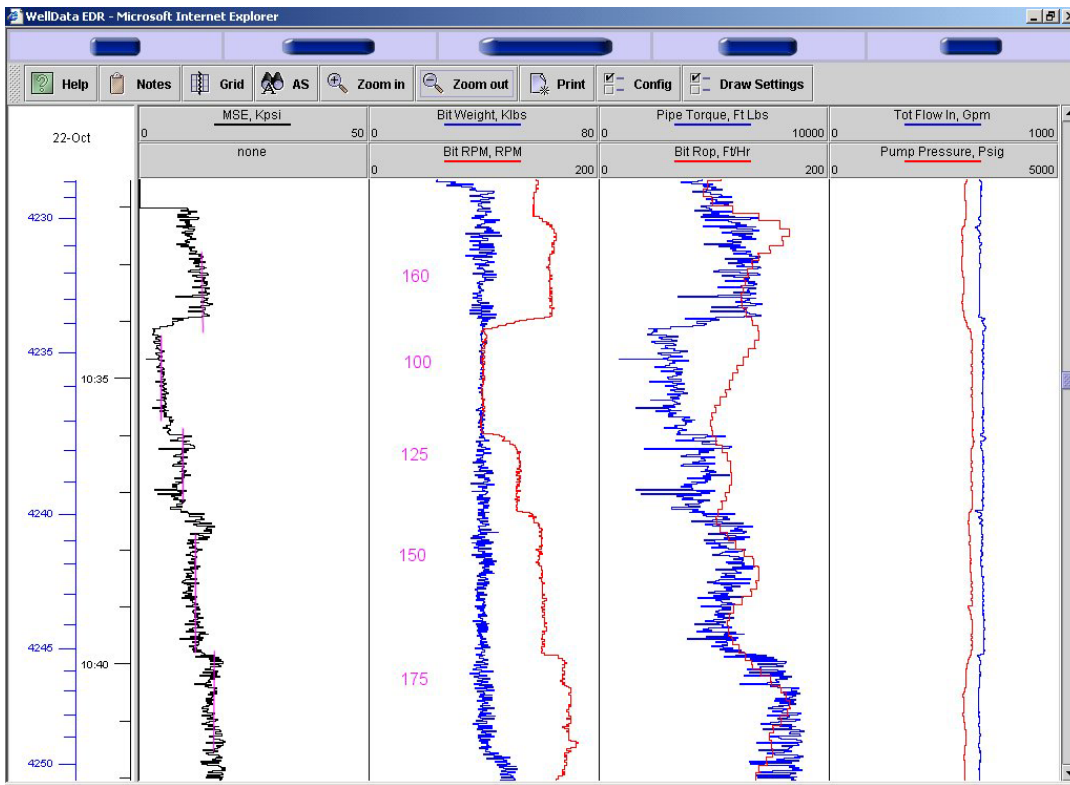 WellData EDR - Microsoft Internet Explorer
Help Notes Grid AS Zoom in Zoom out Print Config Draw Settings
22-Oct
MSE, Kpsi
0 50
none
Bit Weight, Klbs
0 80
Bit RPM, RPM
0 200
Pipe Torque, Ft Lbs
0 10000
Bit Rop, Ft/Hr
0 200
Tot Flow In, Gpm
0 1000
Pump Pressure, Psig
0 5000
4230
160
4235
100
10:35
125
4240
150
4245
10:40
175
4250